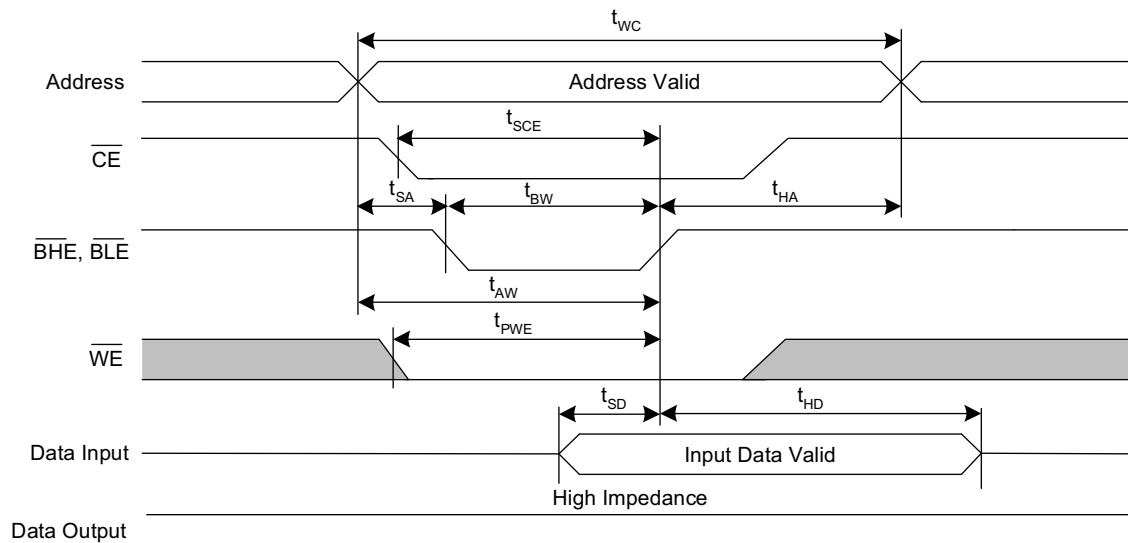 tWC
Address
Address Valid
tSCE
CE
tSA
tBW
tHA
BHE, BLE
tAW
tPWE
WE
tSD
tHD
Data Input
Input Data Valid
High Impedance
Data Output